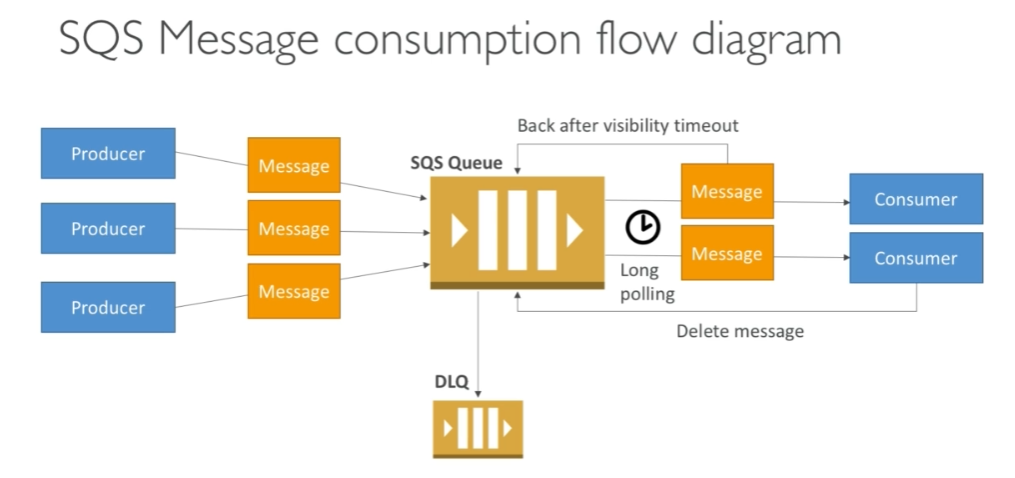 SQS Message consumption flow diagram
Back after visibility timeout
Producer
Message
SQS Queue
Message
Consumer
Producer
Message
Message
Consumer
Long
polling
Producer
Message
Delete message
DLQ